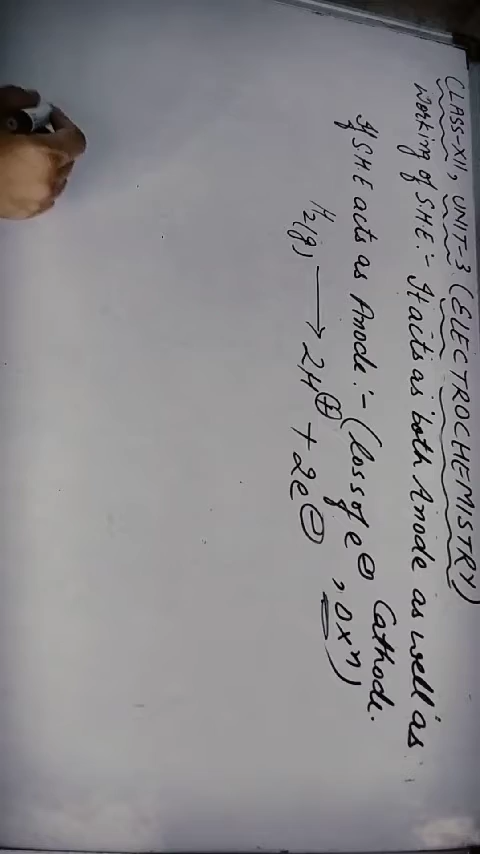 CLASS-XII, UNIT-3 (ELECTROCHEMISTRY)
Working of SHE:- It acts as both Anode as well as
Cathode.
If SHE acts as Anode:- (loss of e⊖, OXⁿ)
H₂(g) ⟶ 2H⊕ + 2e⊖